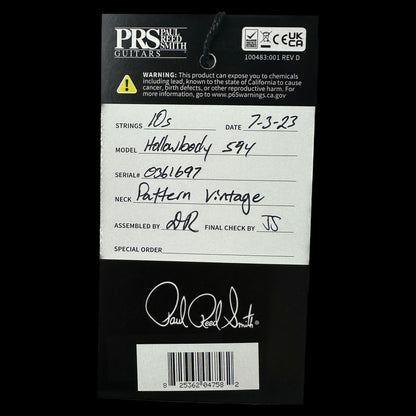 PRS PAUL REED SMITH
GUITARS
CE UK CA
100483:001 REV D
WARNING: This product can expose you to chemicals
including lead, known to the State of California to cause
cancer, birth defects, or other reproductive harm. For
more information, go to www.p65warnings.ca.gov
STRINGS 10s DATE 7-3-23
MODEL Hollowbody 594
SERIAL# 0361697
NECK Pattern Vintage
ASSEMBLED BY DR FINAL CHECK BY JS
SPECIAL ORDER
Paul Reed Smith®
8 25362 04758 2